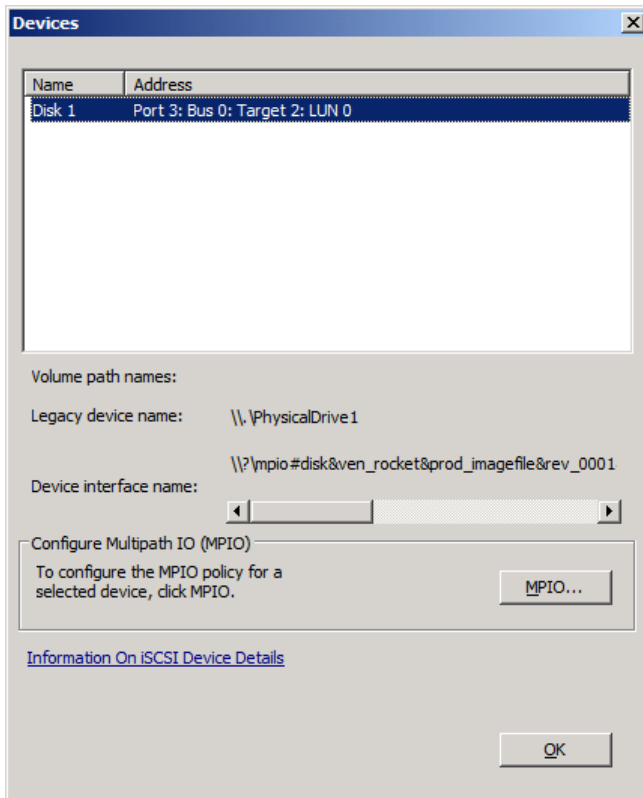 Devices
Name Address
Disk 1 Port 3: Bus 0: Target 2: LUN 0
Volume path names:
Legacy device name: \\.\PhysicalDrive1
\\?\mpio#disk&ven_rocket&prod_imagefile&rev_0001
Device interface name:
Configure Multipath IO (MPIO)
To configure the MPIO policy for a
selected device, click MPIO.
MPIO...
Information On iSCSI Device Details
OK